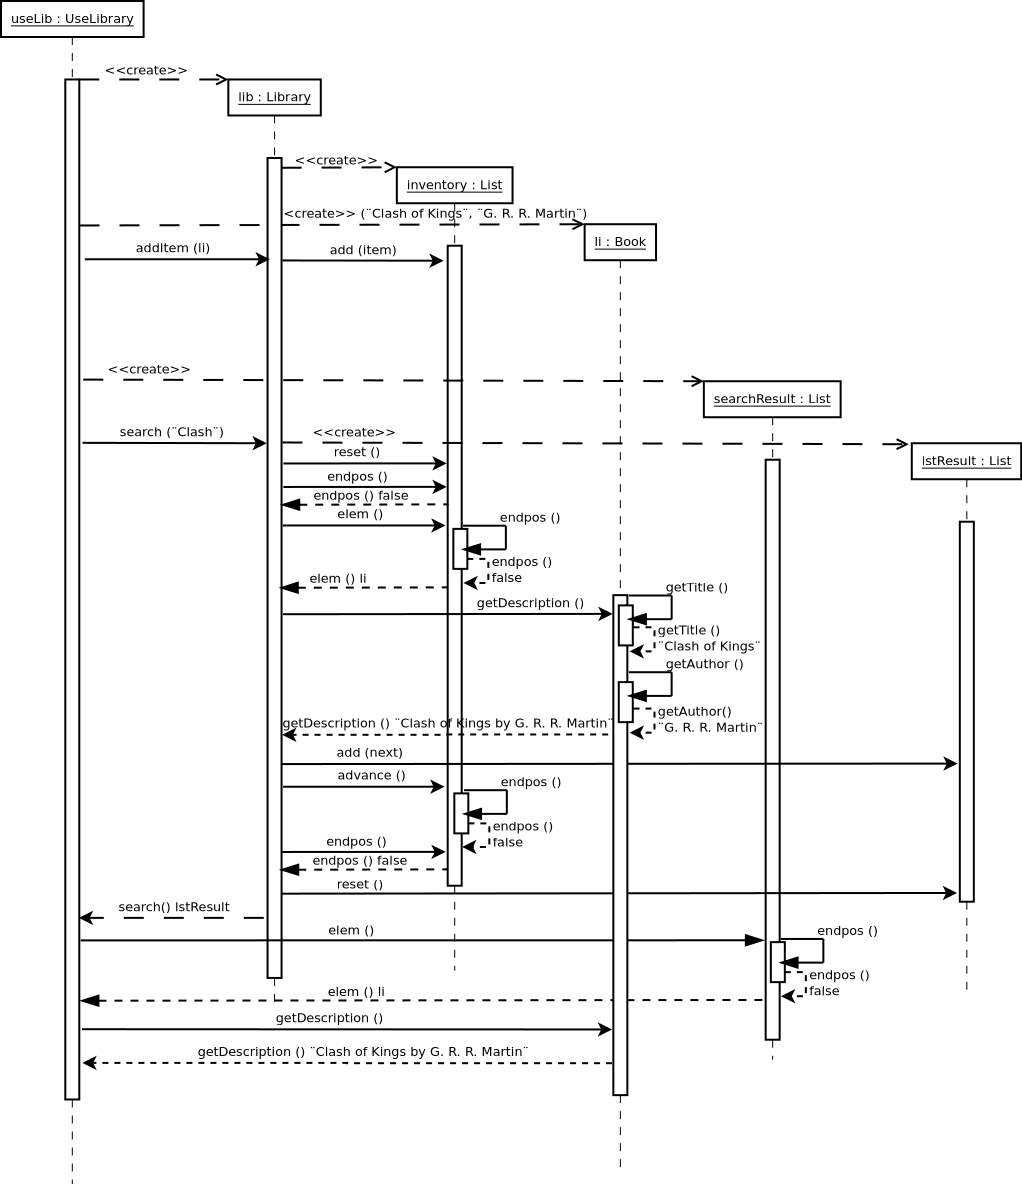 useLib : UseLibrary
<<create>>
lib : Library
<<create>>
inventory : List
<create>> (¨Clash of Kings¨, ¨G. R. R. Martin¨)
li : Book
addItem (li)
add (item)
<<create>>
searchResult : List
search (¨Clash¨)
<<create>>
reset ()
lstResult : List
endpos ()
endpos () false
elem ()
endpos ()
endpos ()
false
elem () li
getTitle ()
getDescription ()
getTitle ()
¨Clash of Kings¨
getAuthor ()
getAuthor()
¨G. R. R. Martin¨
getDescription () ¨Clash of Kings by G. R. R. Martin¨
add (next)
advance ()
endpos ()
endpos ()
false
endpos ()
endpos () false
reset ()
search() lstResult
elem ()
endpos ()
endpos ()
false
elem () li
getDescription ()
getDescription () ¨Clash of Kings by G. R. R. Martin¨